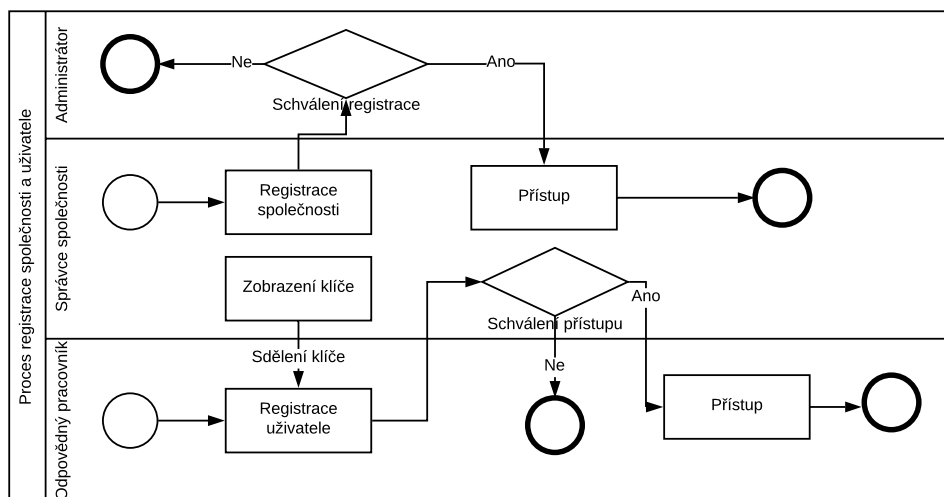 Proces registrace společnosti a uživatele
Administrátor
Ne
Ano
Schválení registrace
Správce společnosti
Registrace
společnosti
Přístup
Zobrazení klíče
Ano
Schválení přístupu
Odpovědný pracovník
Sdělení klíče
Ne
Registrace
uživatele
Přístup